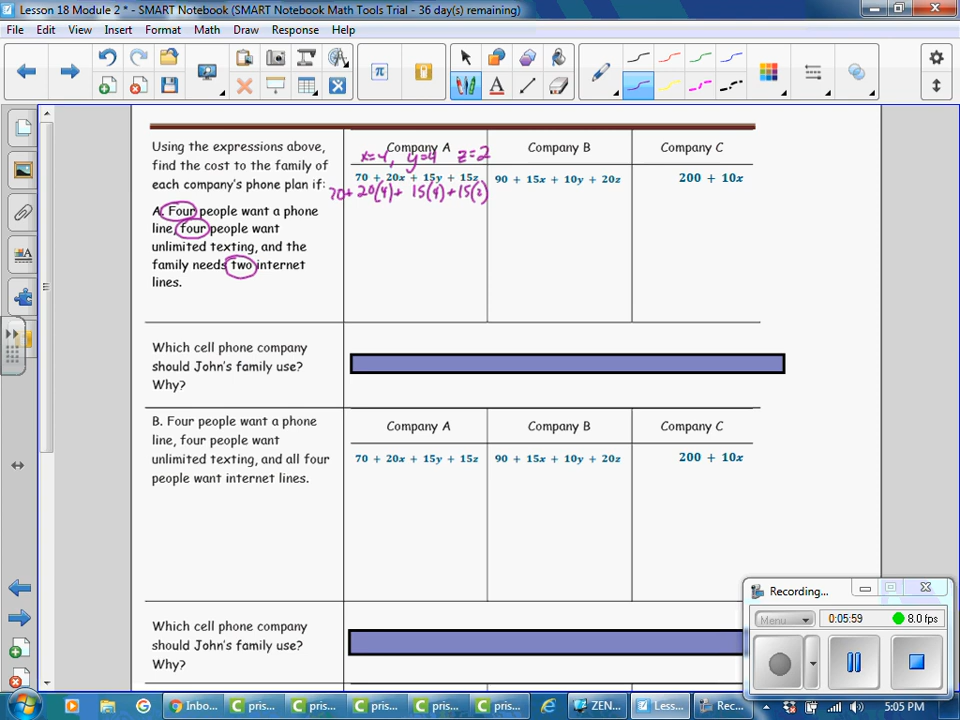 Lesson 18 Module 2 * - SMART Notebook (SMART Notebook Math Tools Trial - 36 day(s) remaining)
File Edit View Insert Format Math Draw Response Help
Using the expressions above,
find the cost to the family of
each company's phone plan if:
A. Four people want a phone
line, four people want
unlimited texting, and the
family needs two internet
lines.
Company A
x=4, y=4 z=2
70 + 20x + 15y + 15z
70+ 20(4)+ 15(4)+15(2)
Company B
90 + 15x + 10y + 20z
Company C
200 + 10x
Which cell phone company
should John's family use?
Why?
B. Four people want a phone
line, four people want
unlimited texting, and all four
people want internet lines.
Company A
70 + 20x + 15y + 15z
Company B
90 + 15x + 10y + 20z
Company C
200 + 10x
Which cell phone company
should John's family use?
Why?
Recording...
Menu 0:05:59 8.0 fps
Inbo... pris... pris... pris... pris... pris... ZEN... Less... Rec... 5:05 PM